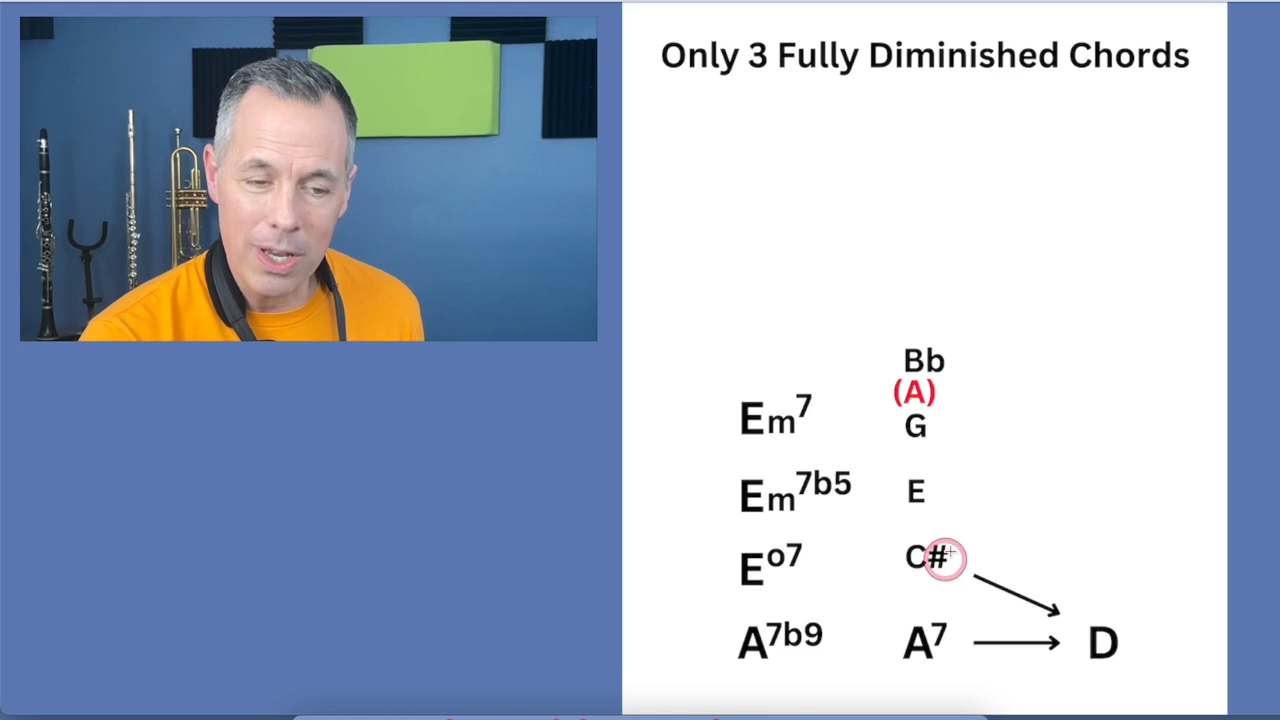 Only 3 Fully Diminished Chords
Bb
(A)
Em7 G
Em7b5 E
Eo7 C#
A7b9 A7 D